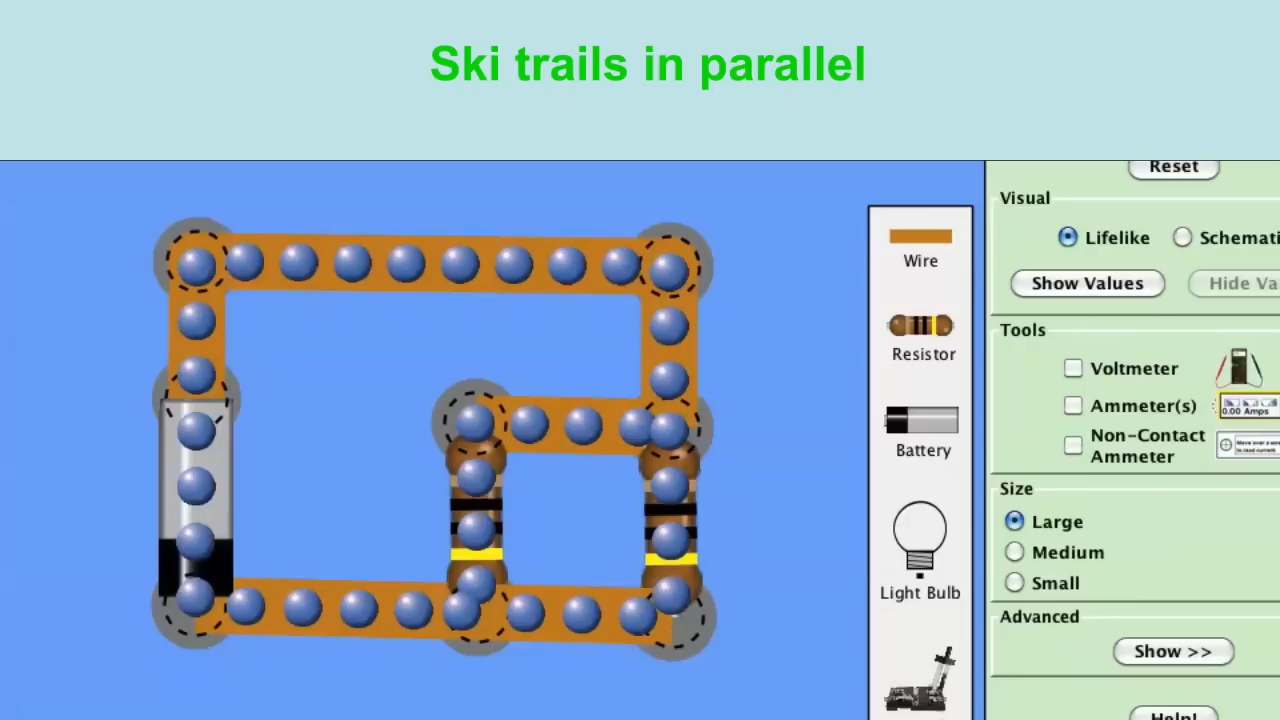 Ski trails in parallel
Reset
Visual
Lifelike
Schemati
Show Values
Hide Va
Wire
Resistor
Battery
Light Bulb
Tools
Voltmeter
Ammeter(s)
0.00 Amps
Non-Contact
Ammeter
Size
Large
Medium
Small
Advanced
Show >>
Help!